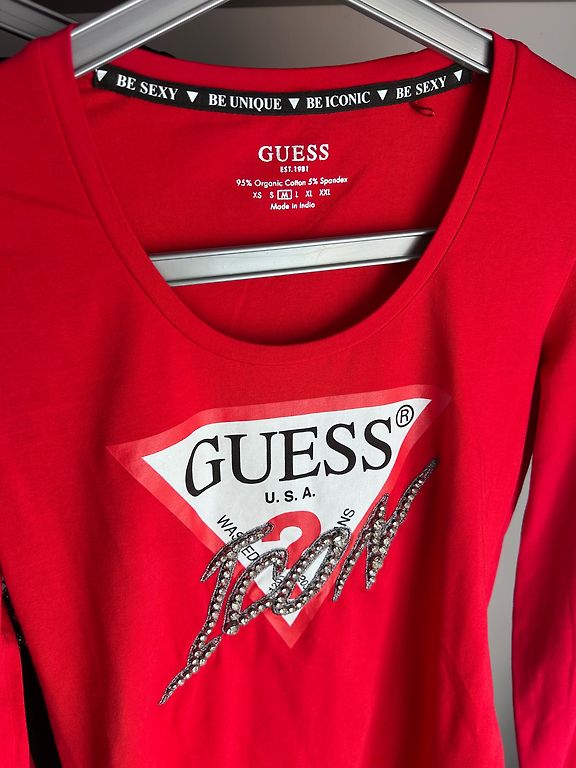 BE SEXY ▼ BE UNIQUE ▼ BE ICONIC ▼ BE SEXY ▼
GUESS
EST.1981
95% Organic Cotton 5% Spandex
XS S M L XL XXL
Made in India
GUESS®
U.S.A.
?
Icon